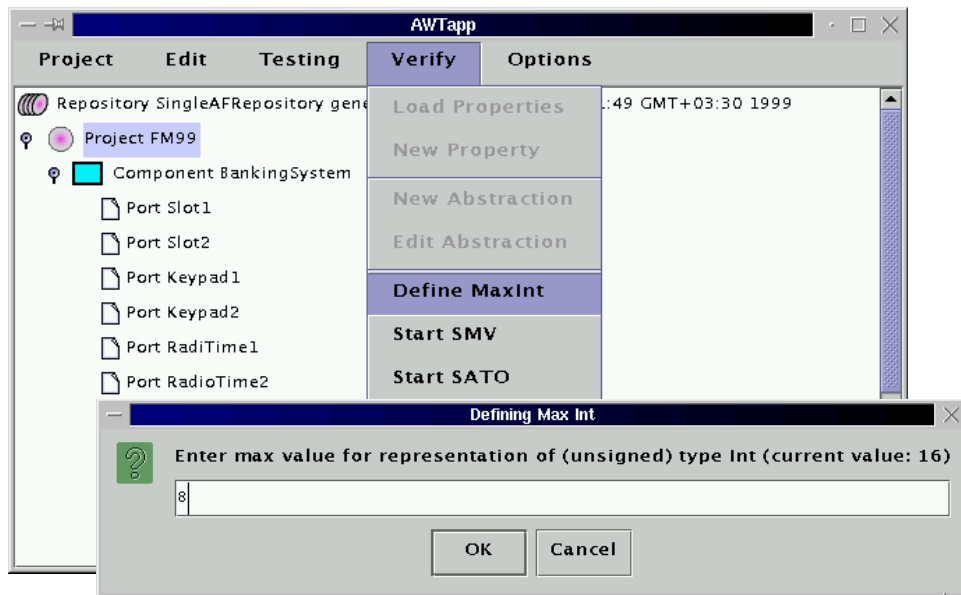 AWTapp
Project Edit Testing Verify Options
Repository SingleAFRepository gene :49 GMT+03:30 1999
Project FM99
Component BankingSystem
Port Slot1
Port Slot2
Port Keypad1
Port Keypad2
Port RadiTime1
Port RadioTime2
Load Properties
New Property
New Abstraction
Edit Abstraction
Define MaxInt
Start SMV
Start SATO
Defining Max Int
Enter max value for representation of (unsigned) type Int (current value: 16)
8
OK Cancel